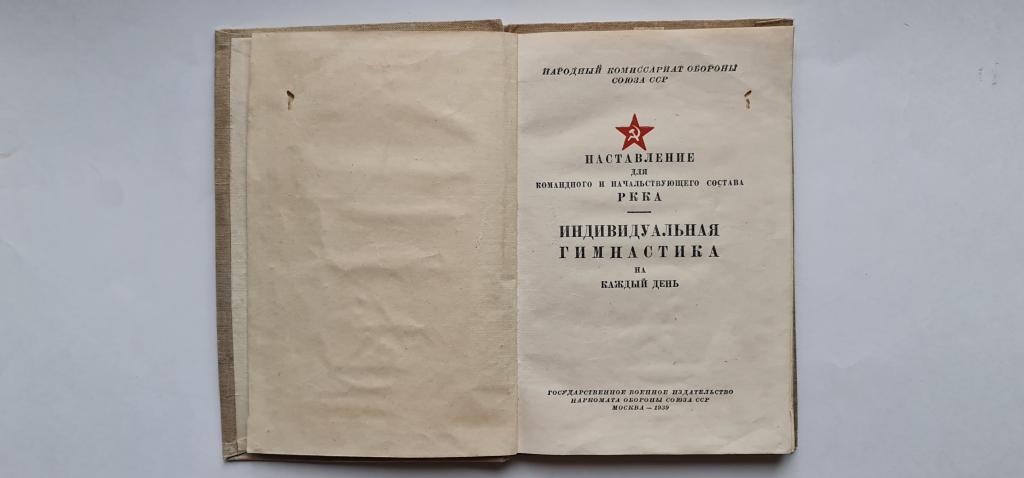 НАРОДНЫЙ КОМИССАРИАТ ОБОРОНЫ
СОЮЗА ССР
НАСТАВЛЕНИЕ
ДЛЯ
КОМАНДНОГО И НАЧАЛЬСТВУЮЩЕГО СОСТАВА
РККА
ИНДИВИДУАЛЬНАЯ
ГИМНАСТИКА
НА
КАЖДЫЙ ДЕНЬ
ГОСУДАРСТВЕННОЕ ВОЕННОЕ ИЗДАТЕЛЬСТВО
НАРКОМАТА ОБОРОНЫ СОЮЗА ССР
МОСКВА — 1939